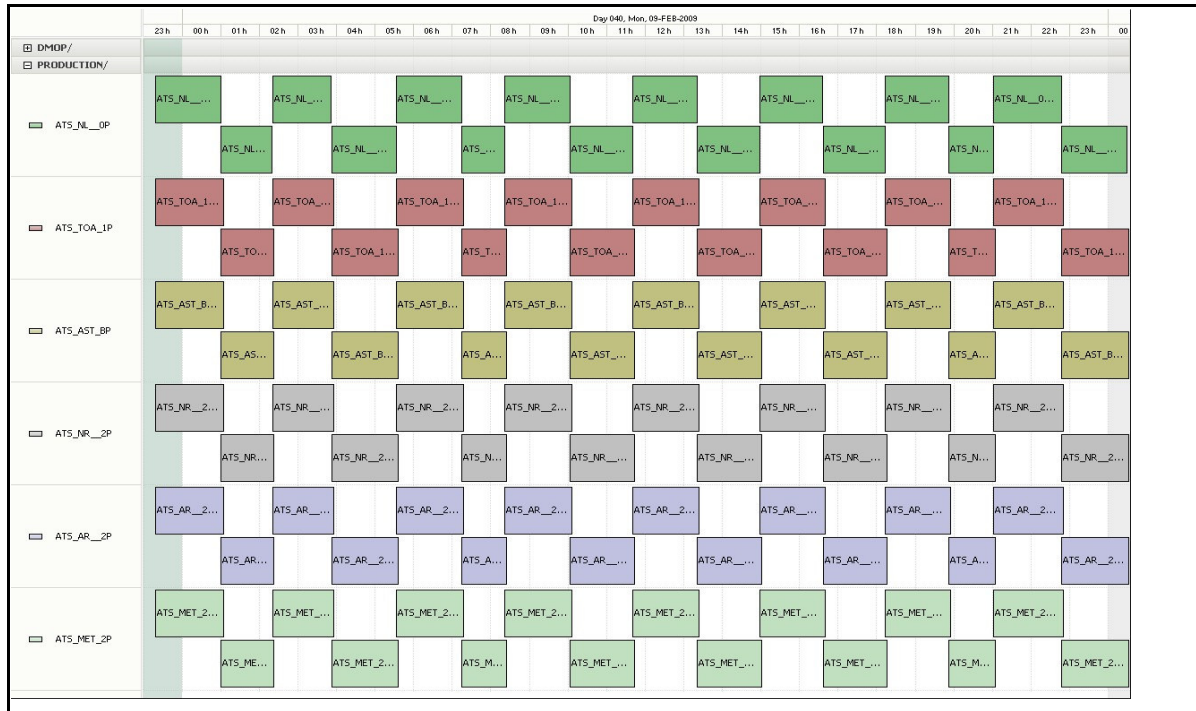 Day 040, Mon, 09-FEB-2009
23 h 00 h 01 h 02 h 03 h 04 h 05 h 06 h 07 h 08 h 09 h 10 h 11 h 12 h 13 h 14 h 15 h 16 h 17 h 18 h 19 h 20 h 21 h 22 h 23 h 00
DMOP/
PRODUCTION/
ATS_NL__... ATS_NL_... ATS_NL__... ATS_NL__... ATS_NL__... ATS_NL__... ATS_NL__... ATS_NL__0...
ATS_NL__0P
ATS_NL... ATS_NL__... ATS_... ATS_NL__... ATS_NL__... ATS_NL__... ATS_N... ATS_NL__...
ATS_TOA_1... ATS_TOA_... ATS_TOA_1... ATS_TOA_1... ATS_TOA_1... ATS_TOA_... ATS_TOA_... ATS_TOA_1...
ATS_TOA_1P
ATS_TO... ATS_TOA_1... ATS_T... ATS_TOA_... ATS_TOA_... ATS_TOA_... ATS_T... ATS_TOA_1...
ATS_AST_B... ATS_AST_... ATS_AST_B... ATS_AST_B... ATS_AST_B... ATS_AST_... ATS_AST_... ATS_AST_B...
ATS_AST_BP
ATS_AS... ATS_AST_B... ATS_A... ATS_AST_... ATS_AST_... ATS_AST_... ATS_A... ATS_AST_B...
ATS_NR__2... ATS_NR__... ATS_NR__2... ATS_NR__2... ATS_NR__2... ATS_NR__... ATS_NR__... ATS_NR__2...
ATS_NR__2P
ATS_NR... ATS_NR__2... ATS_N... ATS_NR__... ATS_NR__... ATS_NR__... ATS_N... ATS_NR__2...
ATS_AR__2... ATS_AR__... ATS_AR__2... ATS_AR__2... ATS_AR__2... ATS_AR__... ATS_AR__... ATS_AR__2...
ATS_AR__2P
ATS_AR... ATS_AR__2... ATS_A... ATS_AR__... ATS_AR__... ATS_AR__... ATS_A... ATS_AR__2...
ATS_MET_2... ATS_MET_... ATS_MET_2... ATS_MET_2... ATS_MET_2... ATS_MET_... ATS_MET_... ATS_MET_2...
ATS_MET_2P
ATS_ME... ATS_MET_2... ATS_M... ATS_MET_... ATS_MET_... ATS_MET_... ATS_M... ATS_MET_2...